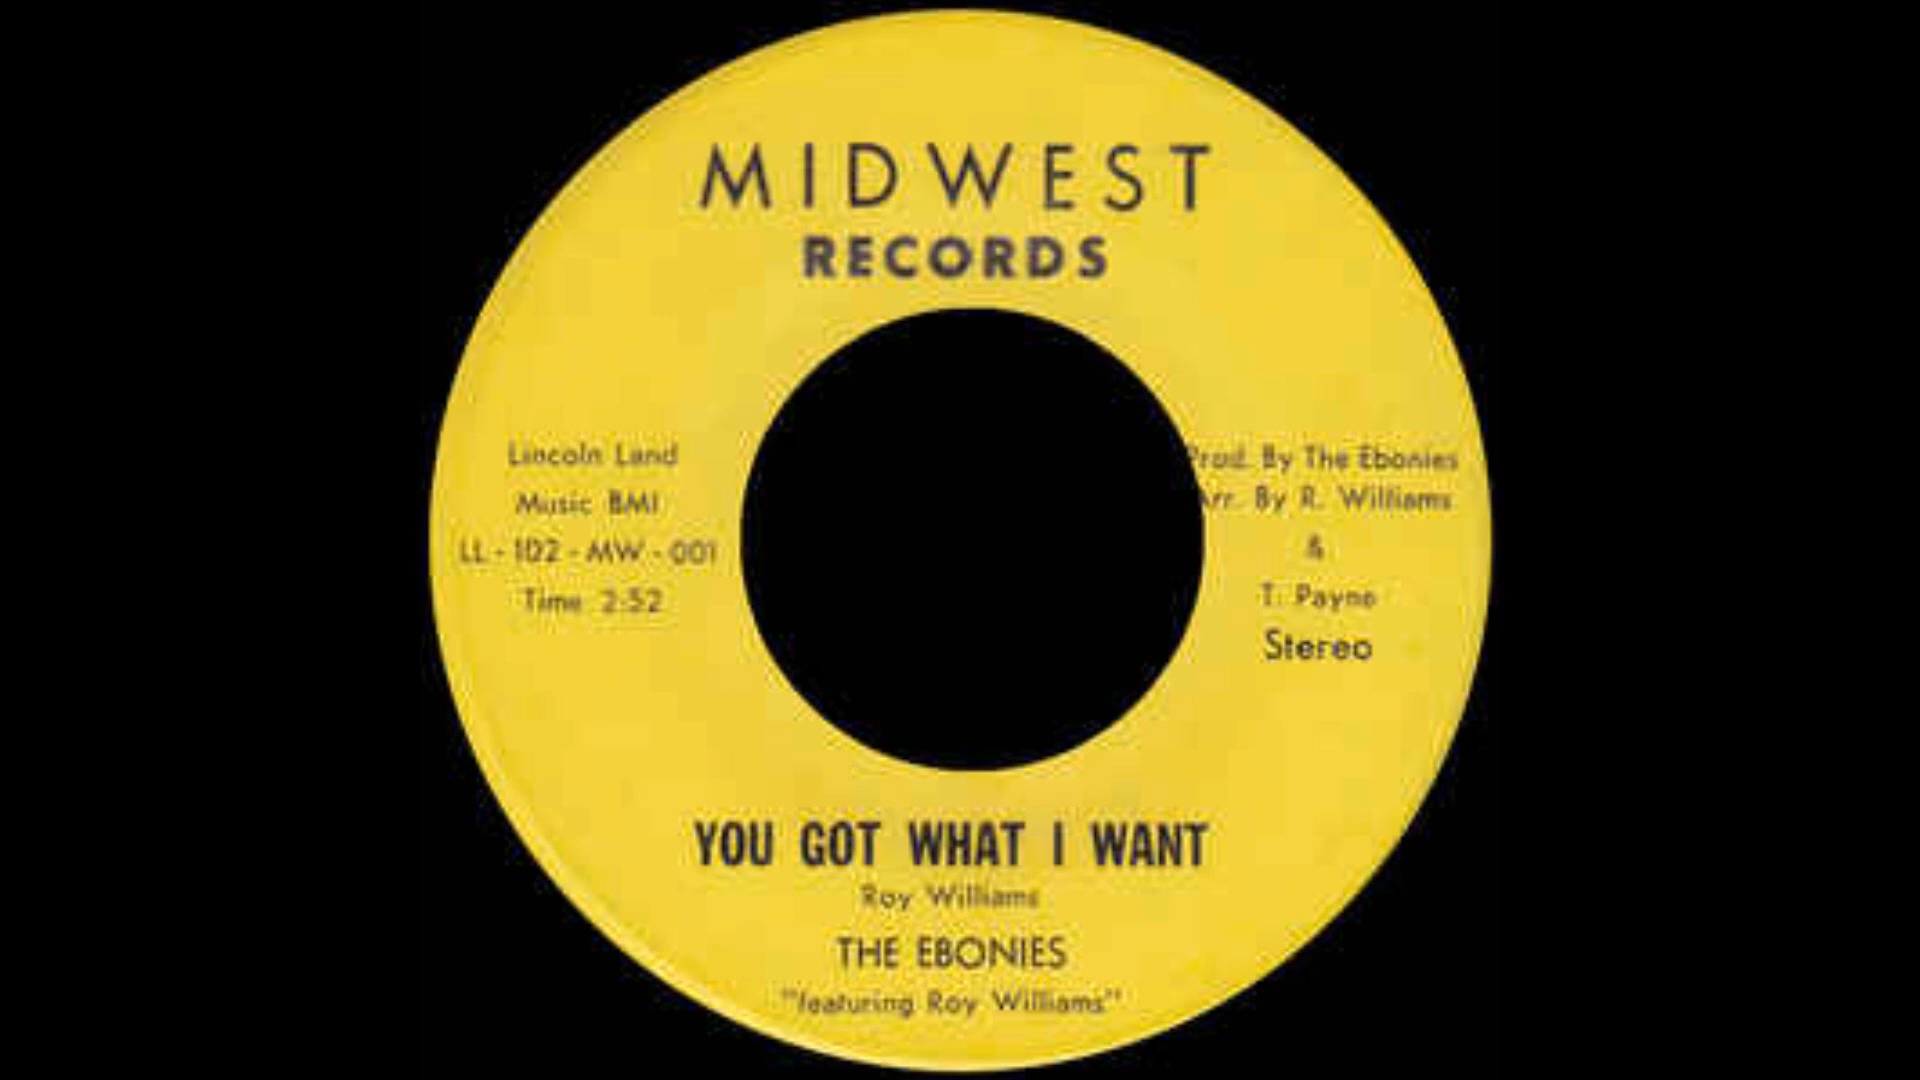 MIDWEST
RECORDS
Lincoln Land
Music BMI
LL - 102 - MW - 001
Time 2:52
Prod. By The Ebonies
Arr. By R. Williams
&
T. Payne
Stereo
YOU GOT WHAT I WANT
Roy Williams
THE EBONIES
"featuring Roy Williams"